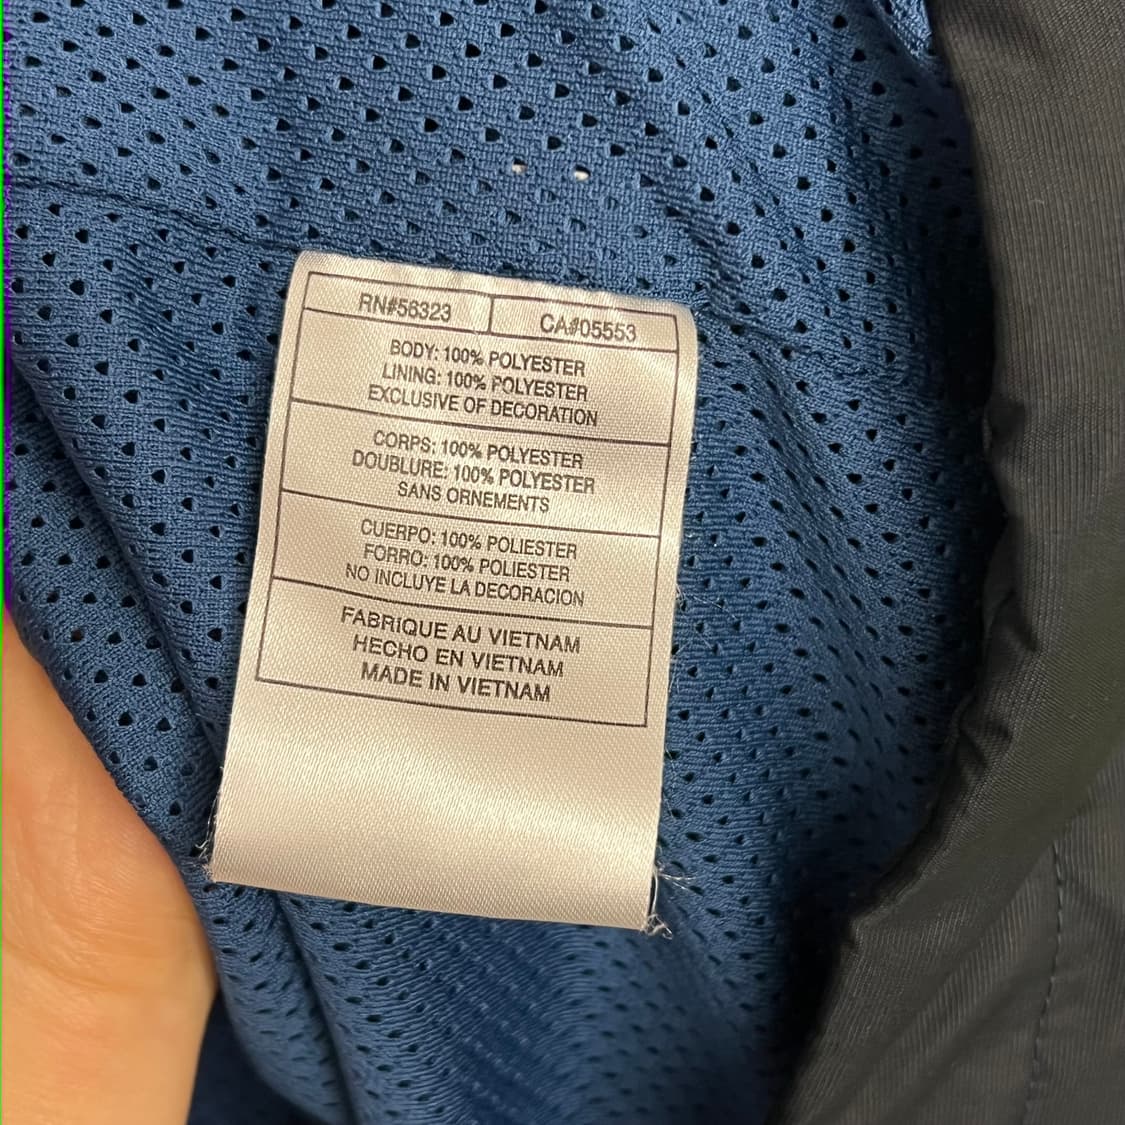 RN#56323 CA#05553
BODY: 100% POLYESTER
LINING: 100% POLYESTER
EXCLUSIVE OF DECORATION
CORPS: 100% POLYESTER
DOUBLURE: 100% POLYESTER
SANS ORNEMENTS
CUERPO: 100% POLIESTER
FORRO: 100% POLIESTER
NO INCLUYE LA DECORACION
FABRIQUE AU VIETNAM
HECHO EN VIETNAM
MADE IN VIETNAM